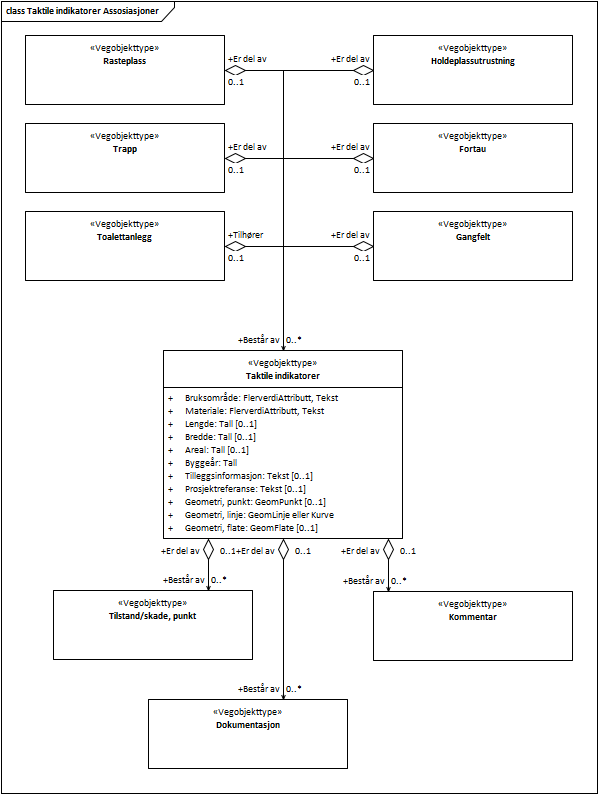 class Taktile indikatorer Assosiasjoner
«Vegobjekttype»
Rasteplass
+Er del av
0..1
+Er del av
0..1
«Vegobjekttype»
Holdeplassutrustning
«Vegobjekttype»
Trapp
+Er del av
0..1
+Er del av
0..1
«Vegobjekttype»
Fortau
«Vegobjekttype»
Toalettanlegg
+Tilhører
0..1
+Er del av
0..1
«Vegobjekttype»
Gangfelt
+Består av 0..*
«Vegobjekttype»
Taktile indikatorer
+ Bruksområde: FlerverdiAttributt, Tekst
+ Materiale: FlerverdiAttributt, Tekst
+ Lengde: Tall [0..1]
+ Bredde: Tall [0..1]
+ Areal: Tall [0..1]
+ Byggeår: Tall
+ Tilleggsinformasjon: Tekst [0..1]
+ Prosjektreferanse: Tekst [0..1]
+ Geometri, punkt: GeomPunkt [0..1]
+ Geometri, linje: GeomLinje eller Kurve
+ Geometri, flate: GeomFlate [0..1]
+Er del av 0..1 +Er del av 0..1 +Er del av 0..1
+Består av 0..* +Består av 0..*
«Vegobjekttype»
Tilstand/skade, punkt
«Vegobjekttype»
Kommentar
+Består av 0..*
«Vegobjekttype»
Dokumentasjon